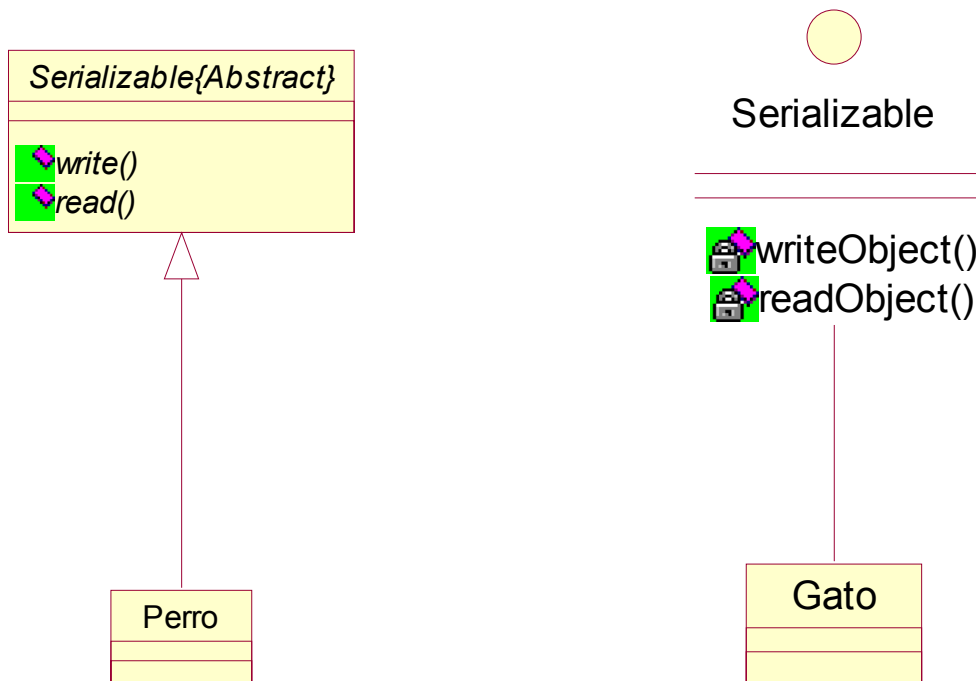 Serializable{Abstract}
write()
read()
Perro
Serializable
writeObject()
readObject()
Gato